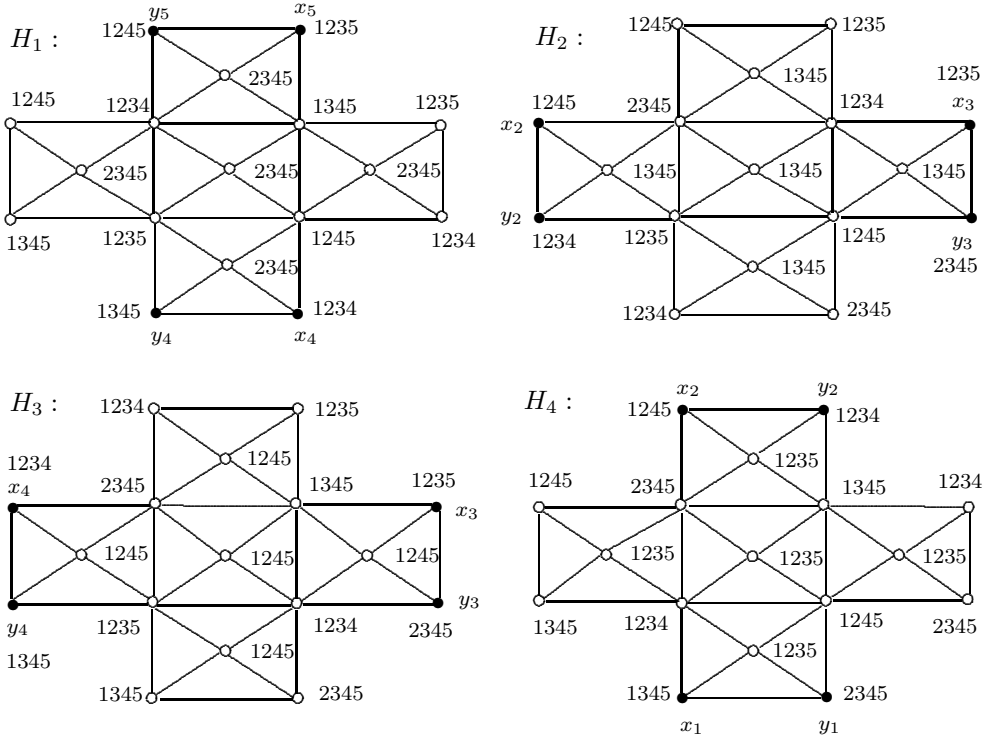 H₁ :
y₅ x₅
1245 1235
2345
1245 1234 1345 1235
2345 2345 2345
1345 1235 1245 1234
2345
1345 1234
y₄ x₄
H₂ :
1245 1235
1345
1235
1245 2345 1234 x₃
x₂
1345 1345 1345
y₂
1234 1235 1245 y₃
2345
1345
1234 2345
H₃ :
1234 1235
1245
1234
x₄ 2345 1345 1235
x₃
1245 1245 1245
y₃
y₄ 1235 1234 2345
1345
1245
1345 2345
H₄ :
x₂ y₂
1245 1234
1235
1245 2345 1345 1234
1235 1235 1235
1345 1234 1245 2345
1235
1345 2345
x₁ y₁